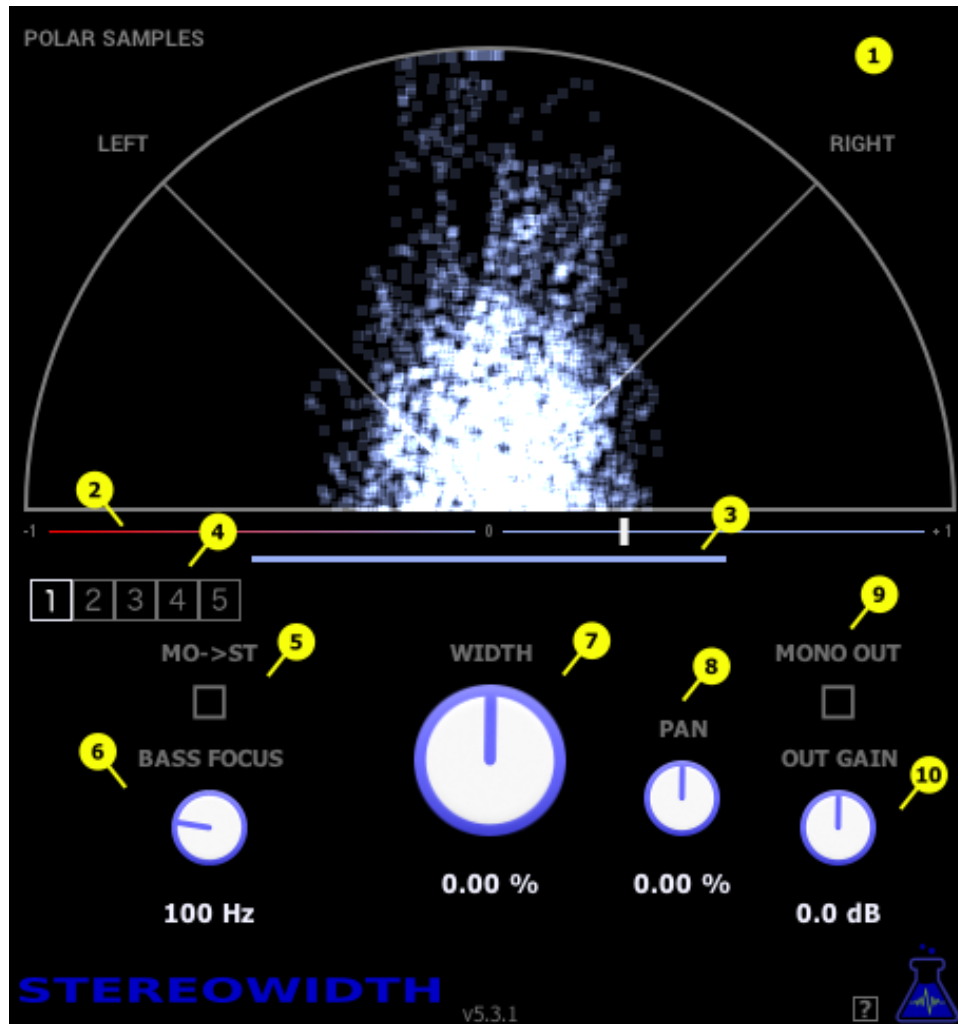 POLAR SAMPLES
1
LEFT
RIGHT
2
3
-1
0
+1
4
1 2 3 4 5
9
5
7
MO->ST
WIDTH
MONO OUT
8
PAN
6
BASS FOCUS
OUT GAIN
10
0.00 %
0.00 %
100 Hz
0.0 dB
STEREOWIDTH
v5.3.1
?